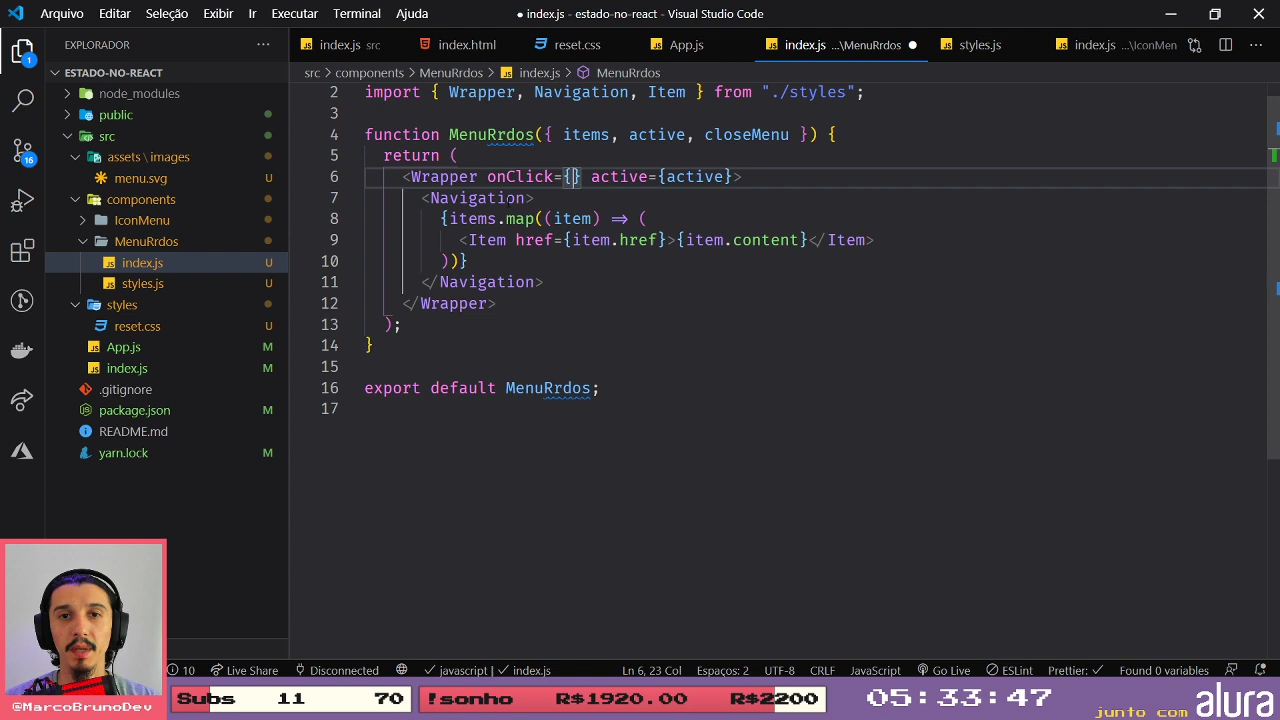 Arquivo Editar Seleção Exibir Ir Executar Terminal Ajuda
● index.js - estado-no-react - Visual Studio Code
EXPLORADOR
index.js src
index.html
reset.css
App.js
index.js ...\MenuRrdos
styles.js
index.js ...\IconMen
ESTADO-NO-REACT
src > components > MenuRrdos > index.js > MenuRrdos
node_modules
public
src
assets \ images
menu.svg
components
IconMenu
MenuRrdos
index.js U
styles.js U
styles
reset.css U
App.js M
index.js M
.gitignore
package.json M
README.md
yarn.lock M
1
16
2 import { Wrapper, Navigation, Item } from "./styles";
3
4 function MenuRrdos({ items, active, closeMenu }) {
5 return (
6 <Wrapper onClick={} active={active}>
7 <Navigation>
8 {items.map((item) => (
9 <Item href={item.href}>{item.content}</Item>
10 ))}
11 </Navigation>
12 </Wrapper>
13 );
14 }
15
16 export default MenuRrdos;
17
10 Live Share Disconnected javascript | index.js Ln 6, 23 Col Espaços: 2 UTF-8 CRLF JavaScript Go Live ESLint Prettier: Found 0 variables
@MarcoBrunoDev
Subs 11 70
!sonho R$1920.00 R$2200
05:33:47
junto com alura